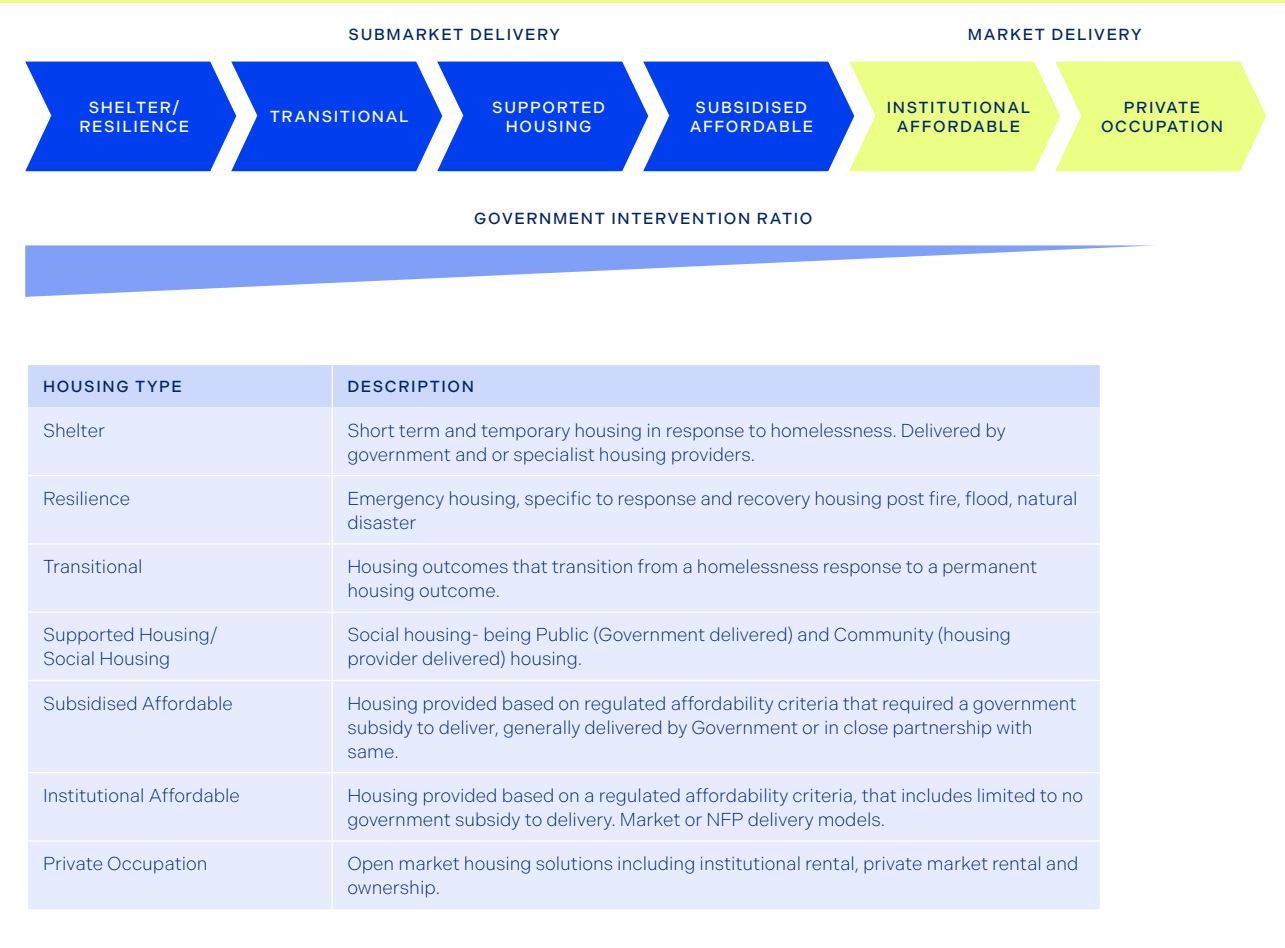 SUBMARKET DELIVERY
MARKET DELIVERY
SHELTER/
RESILIENCE
TRANSITIONAL
SUPPORTED
HOUSING
SUBSIDISED
AFFORDABLE
INSTITUTIONAL
AFFORDABLE
PRIVATE
OCCUPATION
GOVERNMENT INTERVENTION RATIO
HOUSING TYPE
DESCRIPTION
Shelter
Short term and temporary housing in response to homelessness. Delivered by
government and or specialist housing providers.
Resilience
Emergency housing, specific to response and recovery housing post fire, flood, natural
disaster
Transitional
Housing outcomes that transition from a homelessness response to a permanent
housing outcome.
Supported Housing/
Social Housing
Social housing- being Public (Government delivered) and Community (housing
provider delivered) housing.
Subsidised Affordable
Housing provided based on regulated affordability criteria that required a government
subsidy to deliver, generally delivered by Government or in close partnership with
same.
Institutional Affordable
Housing provided based on a regulated affordability criteria, that includes limited to no
government subsidy to delivery. Market or NFP delivery models.
Private Occupation
Open market housing solutions including institutional rental, private market rental and
ownership.